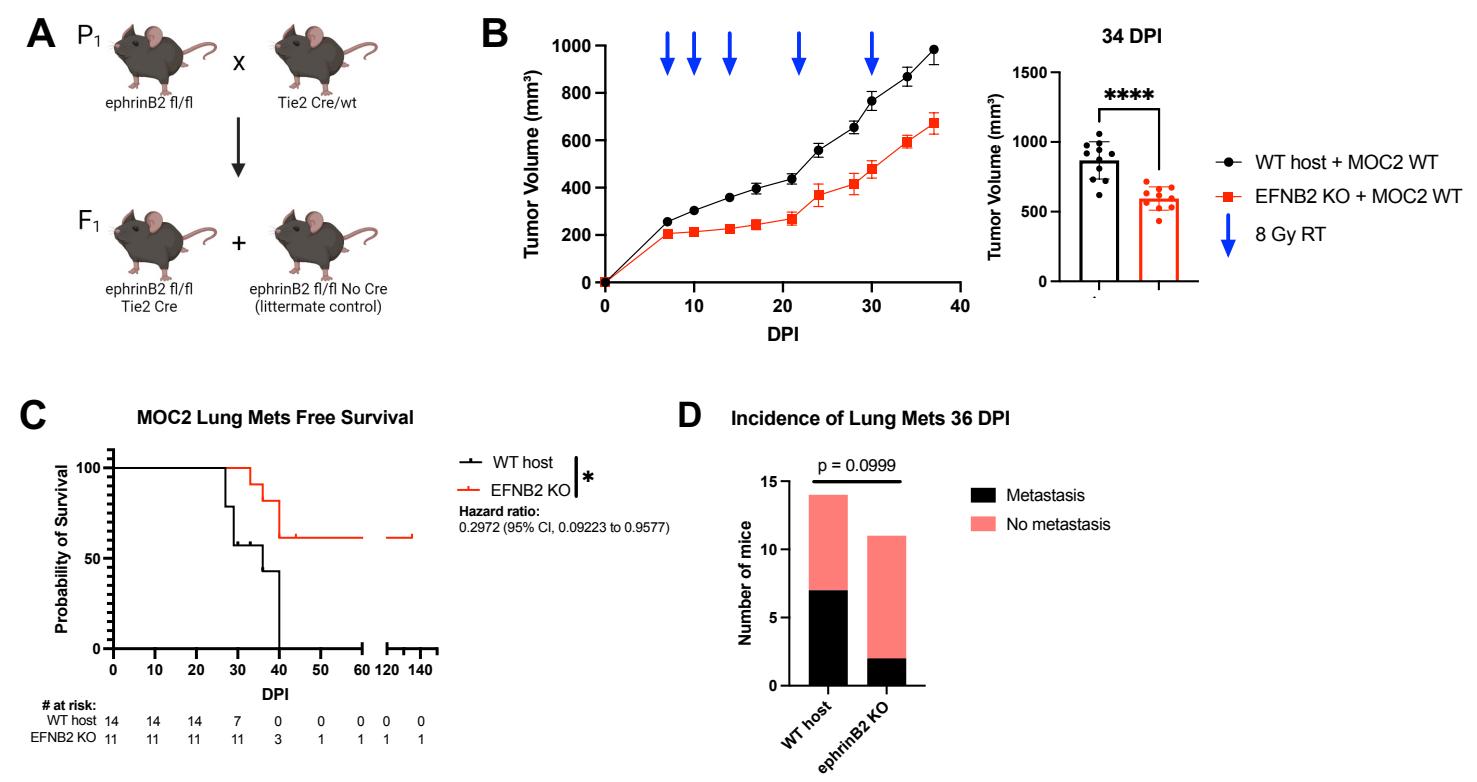 A
P1
x
ephrinB2 fl/fl
Tie2 Cre/wt
F1
+
ephrinB2 fl/fl
Tie2 Cre
ephrinB2 fl/fl No Cre
(littermate control)
B
Tumor Volume (mm³)
1000
800
600
400
200
0
0 10 20 30 40
DPI
34 DPI
Tumor Volume (mm³)
1500
1000
500
0
****
WT host + MOC2 WT
EFNB2 KO + MOC2 WT
8 Gy RT
C
MOC2 Lung Mets Free Survival
Probability of Survival
100
50
0
0 10 20 30 40 50 60 120 140
DPI
WT host
EFNB2 KO
*
Hazard ratio:
0.2972 (95% CI, 0.09223 to 0.9577)
# at risk:
WT host 14 14 14 7 0 0 0 0 0
EFNB2 KO 11 11 11 11 3 1 1 1 1
D
Incidence of Lung Mets 36 DPI
p = 0.0999
Number of mice
15
10
5
0
WT host
ephrinB2 KO
Metastasis
No metastasis